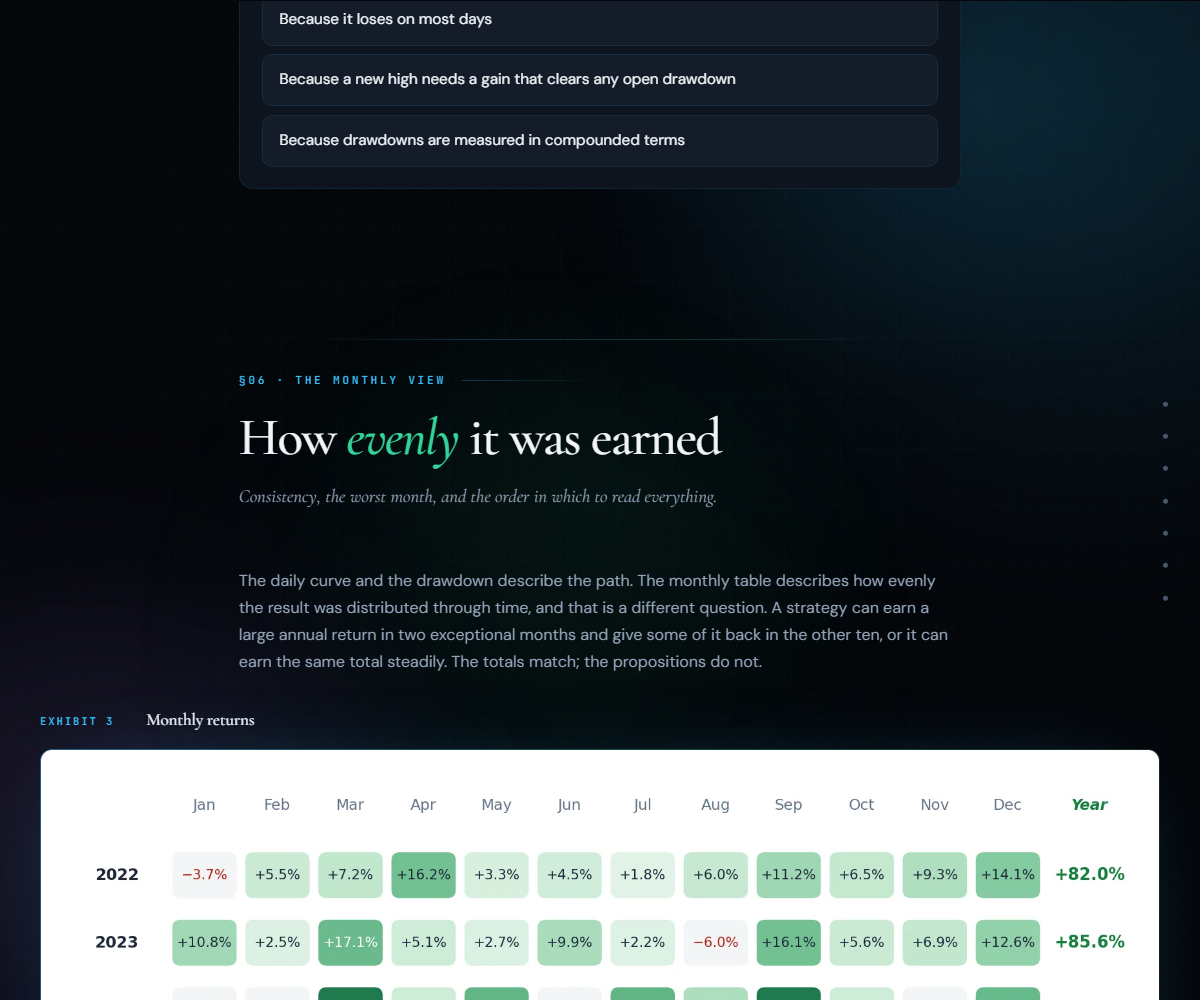 Because it loses on most days
Because a new high needs a gain that clears any open drawdown
Because drawdowns are measured in compounded terms
§06 · THE MONTHLY VIEW
How evenly it was earned
Consistency, the worst month, and the order in which to read everything.
The daily curve and the drawdown describe the path. The monthly table describes how evenly
the result was distributed through time, and that is a different question. A strategy can earn a
large annual return in two exceptional months and give some of it back in the other ten, or it can
earn the same total steadily. The totals match; the propositions do not.
EXHIBIT 3 Monthly returns
Jan Feb Mar Apr May Jun Jul Aug Sep Oct Nov Dec Year
2022 −3.7% +5.5% +7.2% +16.2% +3.3% +4.5% +1.8% +6.0% +11.2% +6.5% +9.3% +14.1% +82.0%
2023 +10.8% +2.5% +17.1% +5.1% +2.7% +9.9% +2.2% −6.0% +16.1% +5.6% +6.9% +12.6% +85.6%